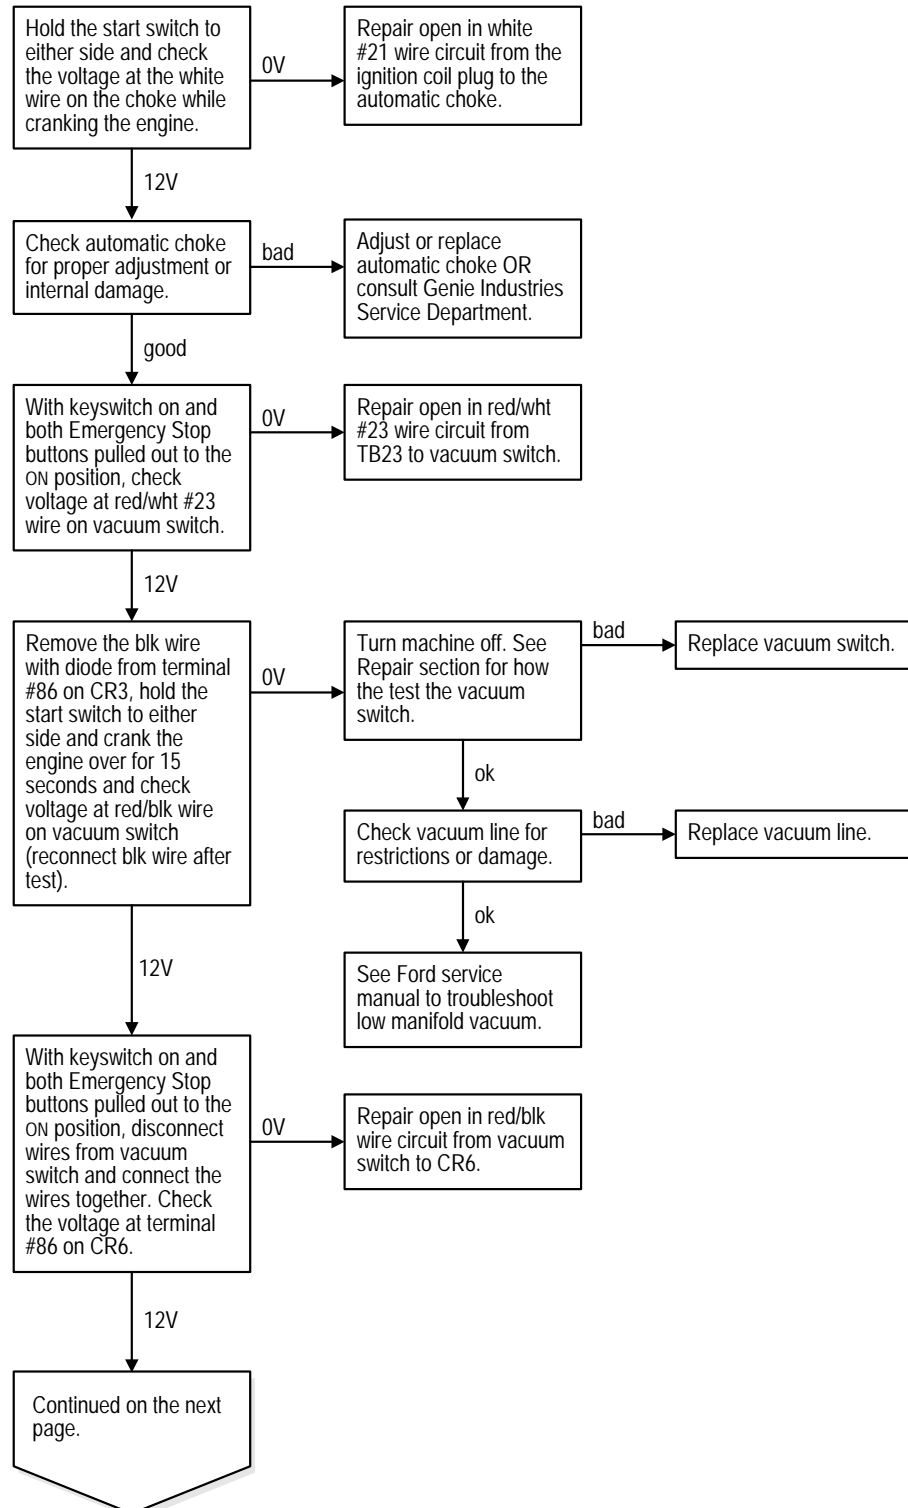 Hold the start switch to
either side and check
the voltage at the white
wire on the choke while
cranking the engine.
0V
Repair open in white
#21 wire circuit from the
ignition coil plug to the
automatic choke.
12V
Check automatic choke
for proper adjustment or
internal damage.
bad
Adjust or replace
automatic choke OR
consult Genie Industries
Service Department.
good
With keyswitch on and
both Emergency Stop
buttons pulled out to the
ON position, check
voltage at red/wht #23
wire on vacuum switch.
0V
Repair open in red/wht
#23 wire circuit from
TB23 to vacuum switch.
12V
Remove the blk wire
with diode from terminal
#86 on CR3, hold the
start switch to either
side and crank the
engine over for 15
seconds and check
voltage at red/blk wire
on vacuum switch
(reconnect blk wire after
test).
0V
Turn machine off. See
Repair section for how
the test the vacuum
switch.
bad
Replace vacuum switch.
ok
Check vacuum line for
restrictions or damage.
bad
Replace vacuum line.
ok
See Ford service
manual to troubleshoot
low manifold vacuum.
12V
With keyswitch on and
both Emergency Stop
buttons pulled out to the
ON position, disconnect
wires from vacuum
switch and connect the
wires together. Check
the voltage at terminal
#86 on CR6.
0V
Repair open in red/blk
wire circuit from vacuum
switch to CR6.
12V
Continued on the next
page.